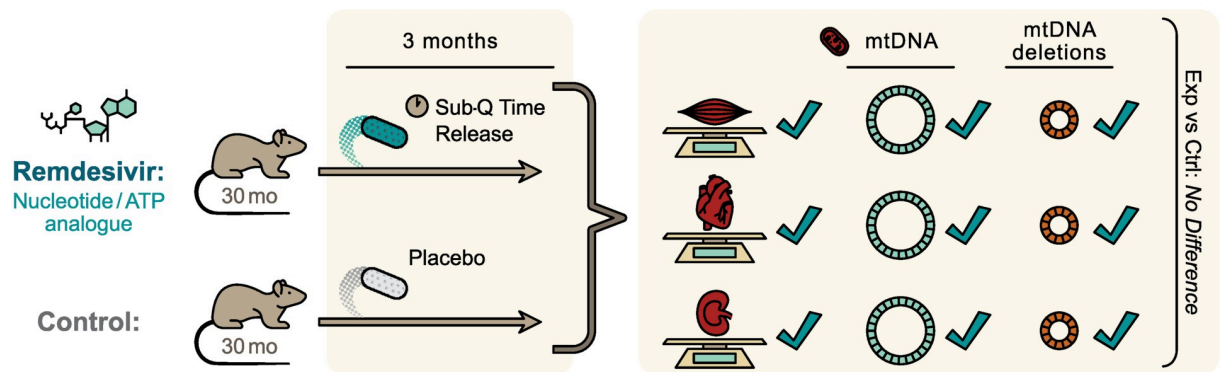 3 months
mtDNA
mtDNA
deletions
Sub-Q Time
Release
Remdesivir:
Nucleotide / ATP
analogue
30 mo
Placebo
Control:
30 mo
Exp vs Ctrl: No Difference